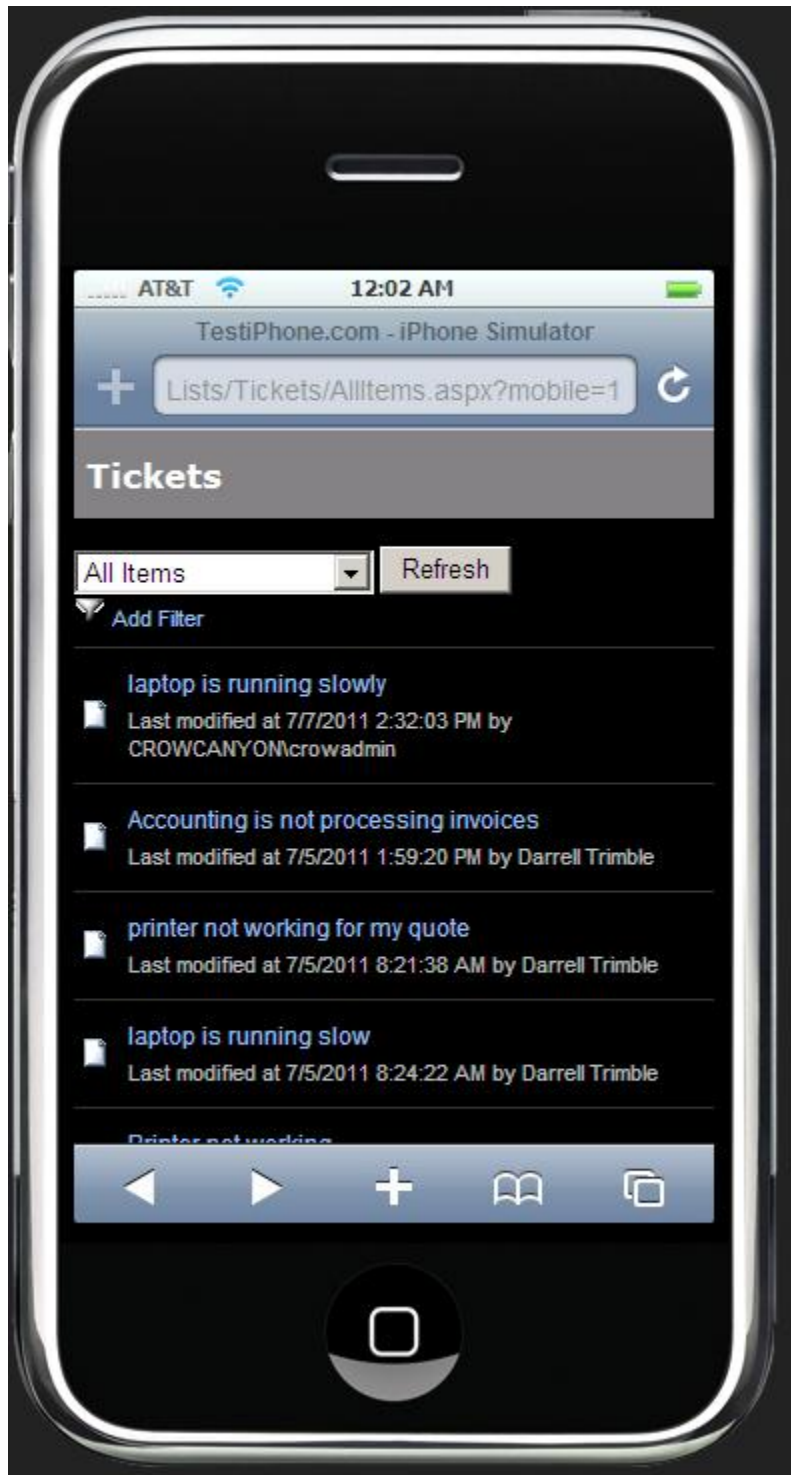 AT&T 12:02 AM
TestiPhone.com - iPhone Simulator
Lists/Tickets/AllItems.aspx?mobile=1
Tickets
All Items Refresh
Add Filter
laptop is running slowly
Last modified at 7/7/2011 2:32:03 PM by
CROWCANYON\crowadmin
Accounting is not processing invoices
Last modified at 7/5/2011 1:59:20 PM by Darrell Trimble
printer not working for my quote
Last modified at 7/5/2011 8:21:38 AM by Darrell Trimble
laptop is running slow
Last modified at 7/5/2011 8:24:22 AM by Darrell Trimble
Printer not working